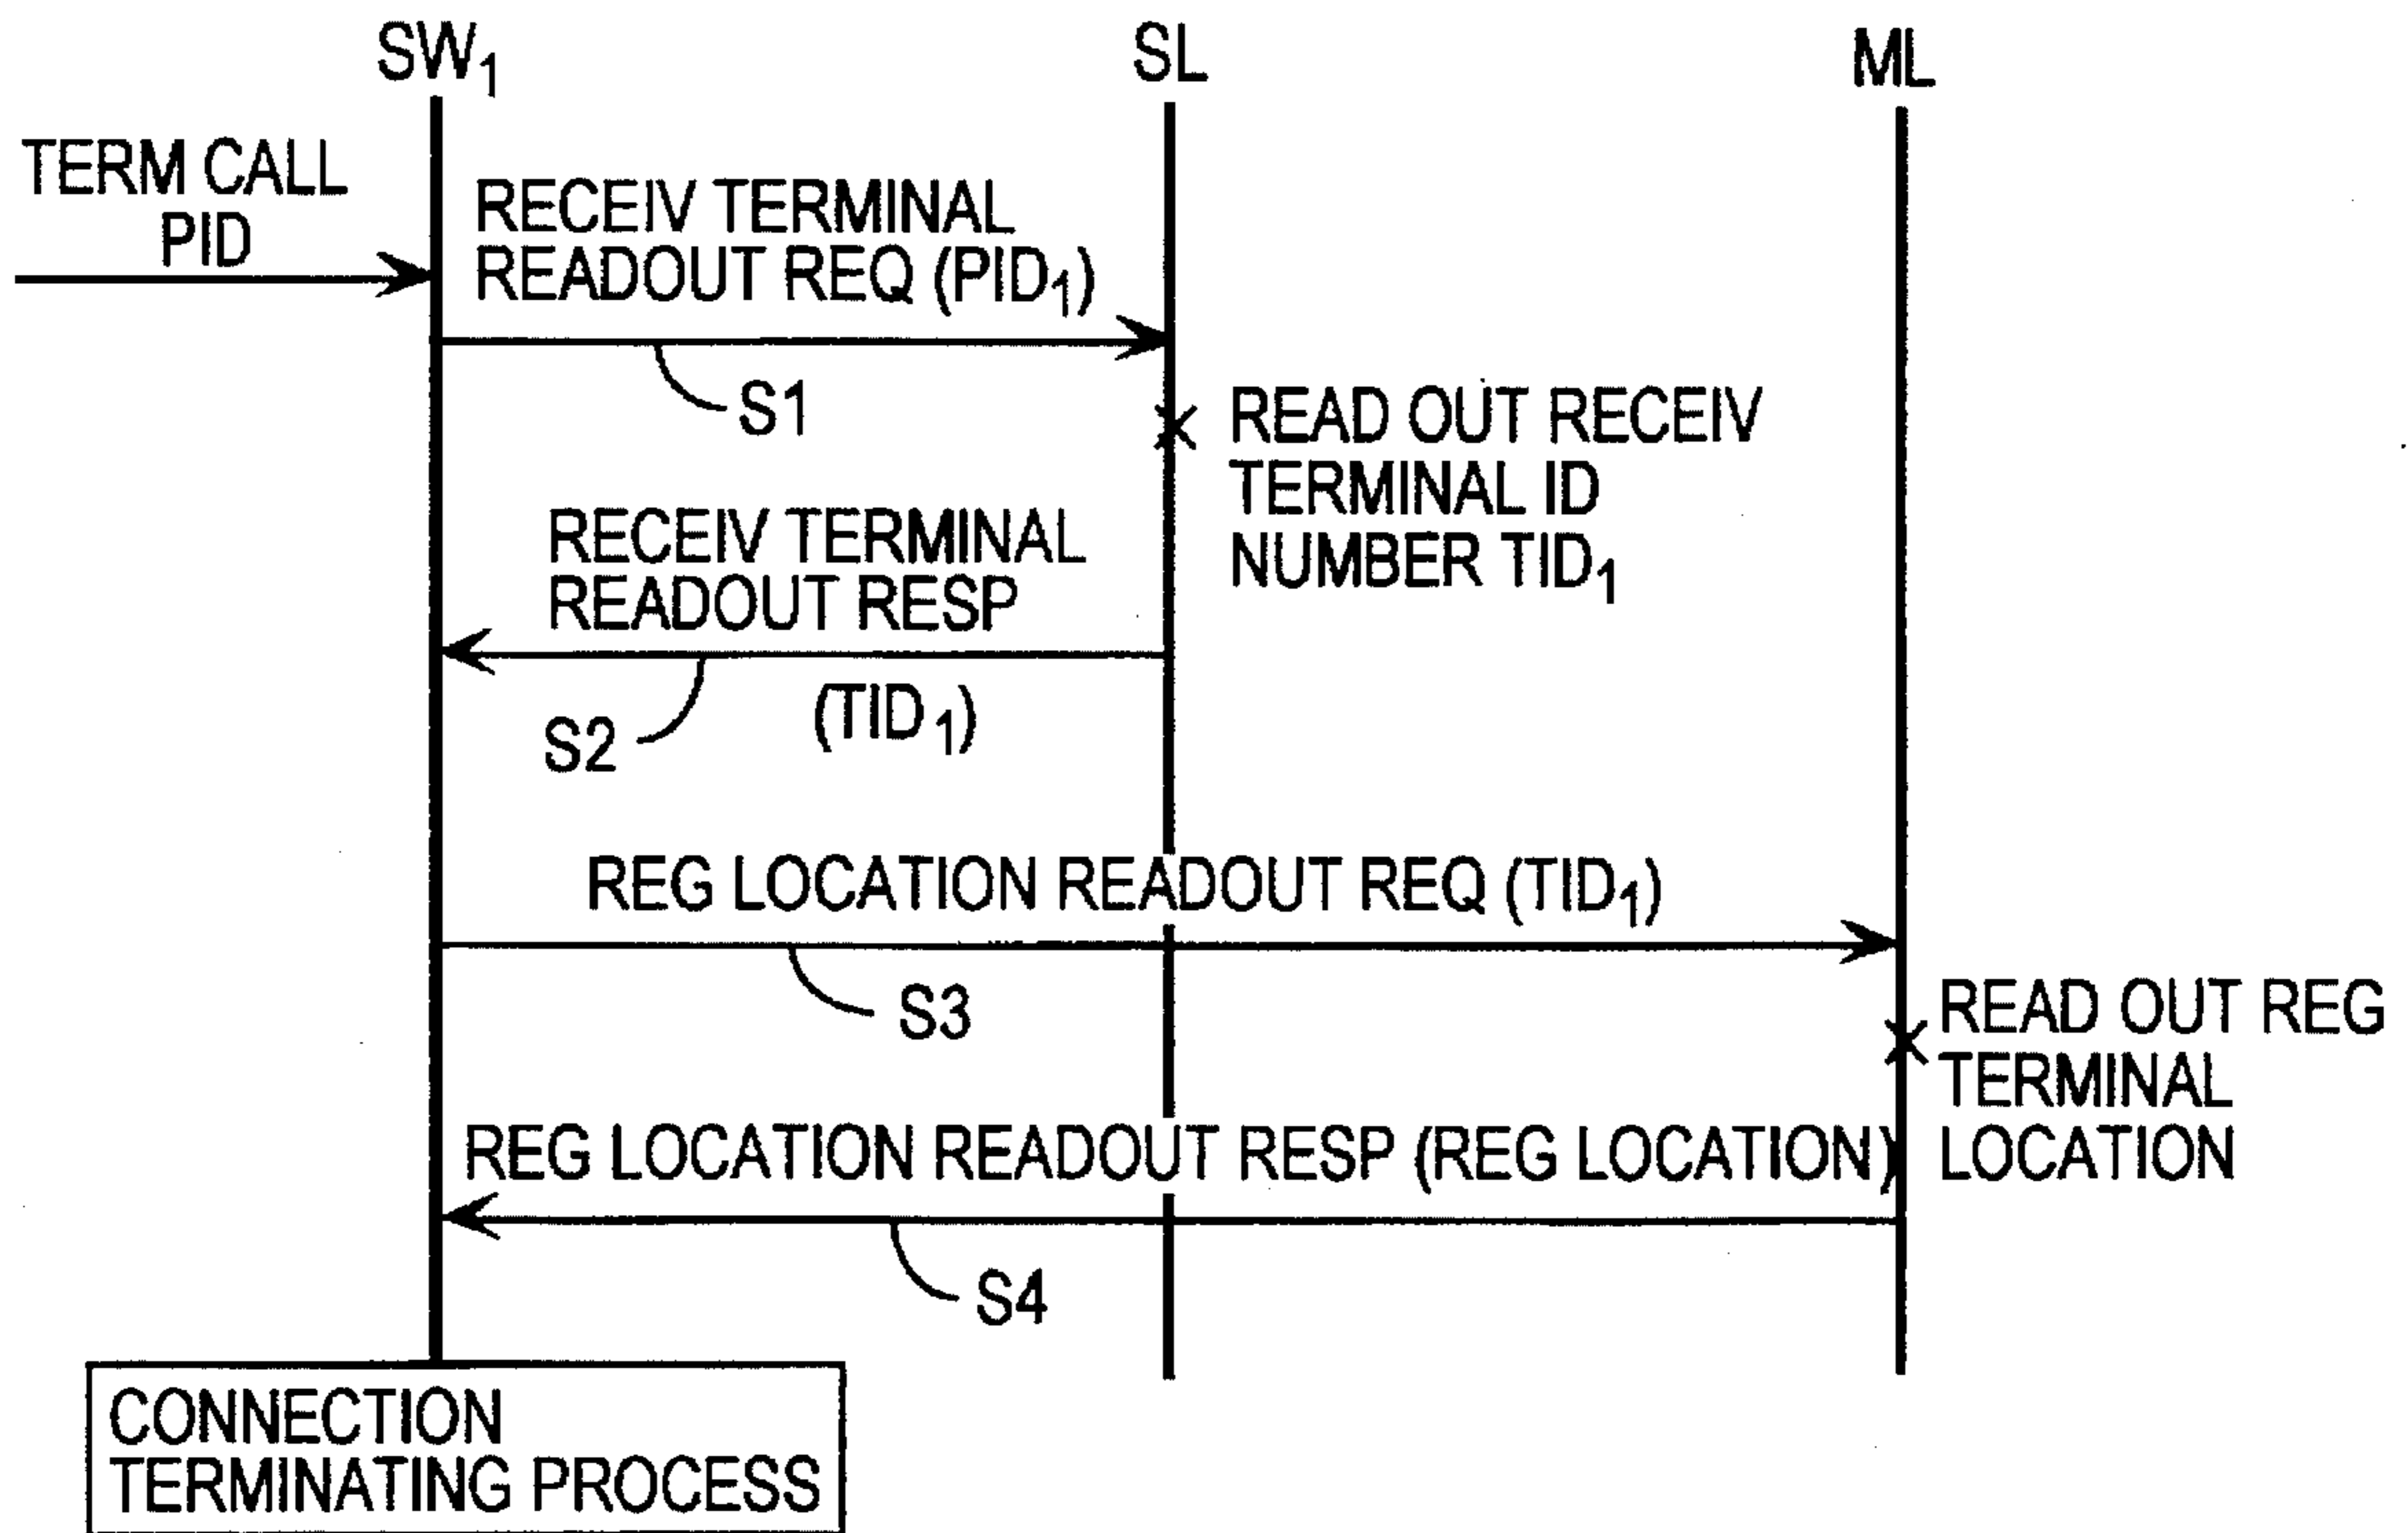 SW₁
SL
ML
TERM CALL
PID
RECEIV TERMINAL
READOUT REQ (PID₁)
S1
READ OUT RECEIV
TERMINAL ID
NUMBER TID₁
RECEIV TERMINAL
READOUT RESP
(TID₁)
S2
REG LOCATION READOUT REQ (TID₁)
S3
READ OUT REG
TERMINAL
LOCATION
REG LOCATION READOUT RESP (REG LOCATION)
S4
CONNECTION
TERMINATING PROCESS